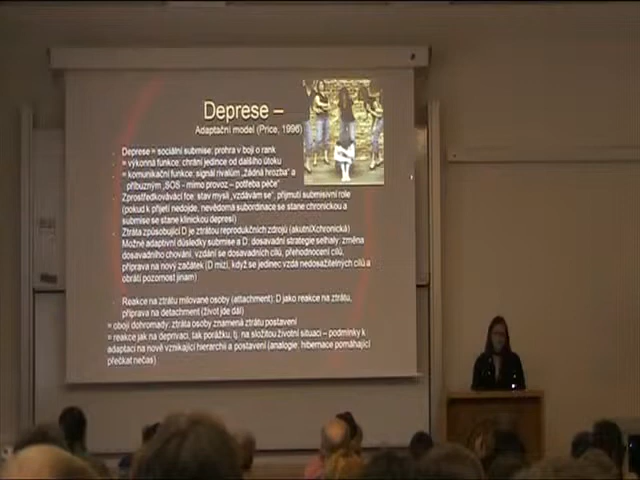 Deprese –
Adaptační model (Price, 1996)
Deprese = sociální submise; prohra v boji o rank
= výkonná funkce: chrání jedince od dalšího útoku
= komunikační funkce: signál rivalům „žádná hrozba" a
příbuzným „SOS - mimo provoz – potřeba péče"
Zprostředkovávací fce: stav mysli „vzdávám se", přijmutí submisivní role
(pokud k přijetí nedojde, nevědomá subordinace se stane chronickou a
submise se stane klinickou depresí)
Ztráta způsobující D je ztrátou reprodukčních zdrojů (akutníXchronická)
Možné adaptivní důsledky submise a D: dosavadní strategie selhaly: změna
dosavadního chování, vzdání se dosavadních cílů, přehodnocení cílů,
příprava na nový začátek (D mizí, když se jedinec vzdá nedosažitelných cílů a
obrátí pozornost jinam)
Reakce na ztrátu milované osoby (attachment): D jako reakce na ztrátu,
příprava na detachment (život jde dál)
= obojí dohromady: ztráta osoby znamená ztrátu postavení
= reakce jak na deprivaci, tak porážku, tj. na složitou životní situaci – podmínky k
adaptaci na nově vznikající hierarchii a postavení (analogie: hibernace pomáhající
přečkat nečas)